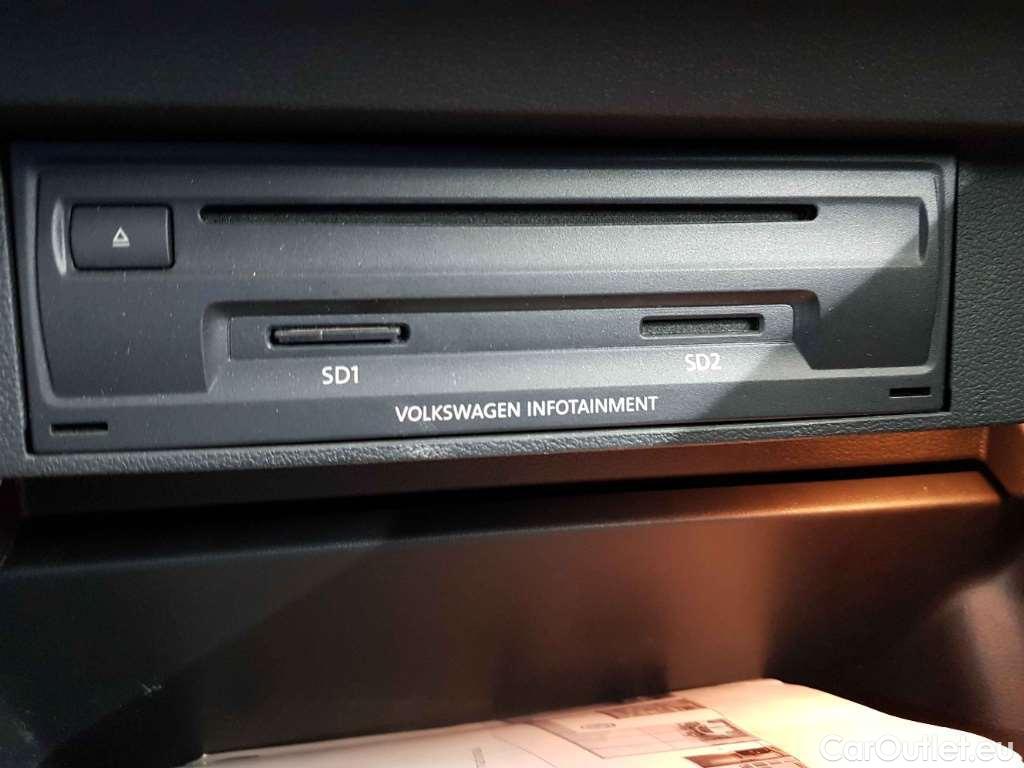 SD1
SD2
VOLKSWAGEN INFOTAINMENT
CarOutlet.eu